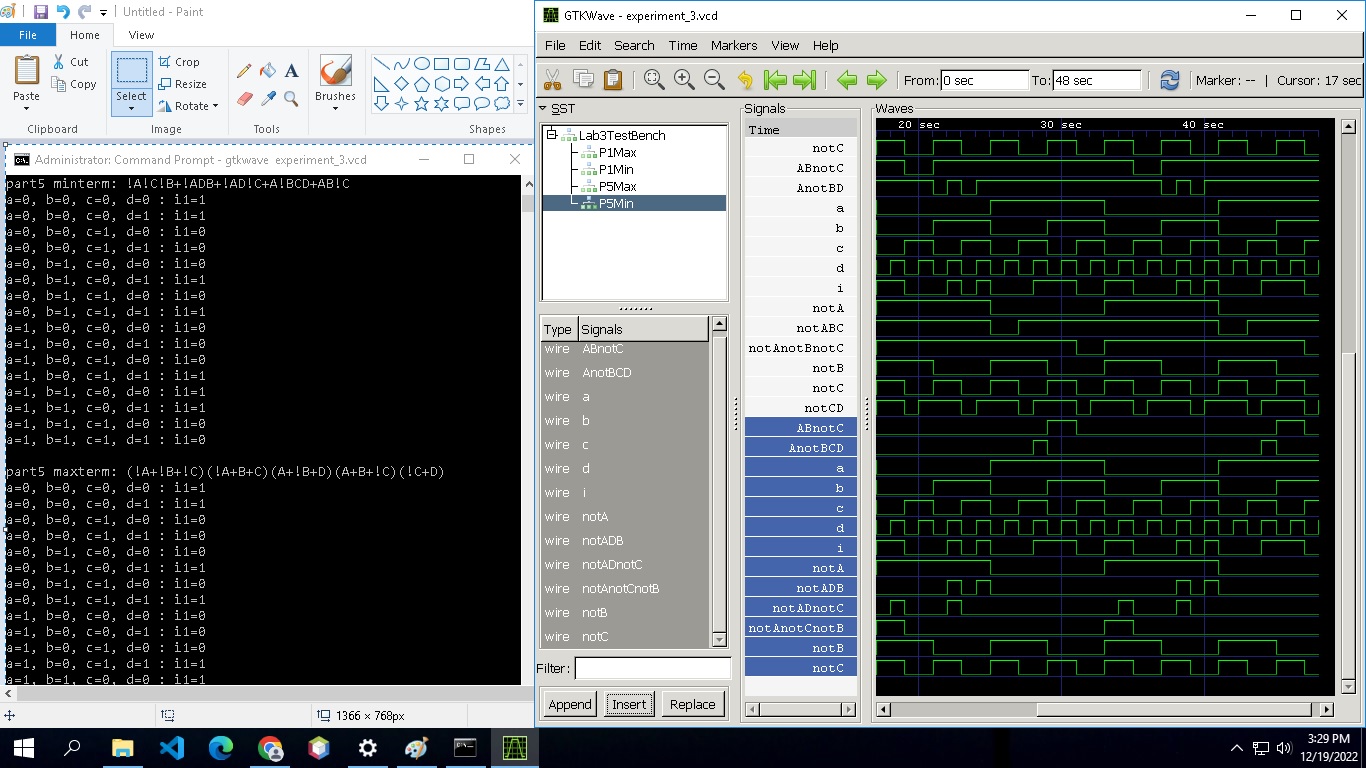 Untitled - Paint
File Home View
Paste
Cut
Copy
Clipboard
Select
Crop
Resize
Rotate
Image
Tools
Brushes
Shapes
Administrator: Command Prompt - gtkwave experiment_3.vcd
part5 minterm: !A!C!B+!ADB+!AD!C+A!BCD+AB!C
a=0, b=0, c=0, d=0 : i1=1
a=0, b=0, c=0, d=1 : i1=1
a=0, b=0, c=1, d=0 : i1=0
a=0, b=0, c=1, d=1 : i1=0
a=0, b=1, c=0, d=0 : i1=0
a=0, b=1, c=0, d=1 : i1=1
a=0, b=1, c=1, d=0 : i1=0
a=0, b=1, c=1, d=1 : i1=1
a=1, b=0, c=0, d=0 : i1=0
a=1, b=0, c=0, d=1 : i1=0
a=1, b=0, c=1, d=0 : i1=0
a=1, b=0, c=1, d=1 : i1=1
a=1, b=1, c=0, d=0 : i1=1
a=1, b=1, c=0, d=1 : i1=1
a=1, b=1, c=1, d=0 : i1=0
a=1, b=1, c=1, d=1 : i1=0
part5 maxterm: (!A+!B+!C)(!A+B+C)(A+!B+D)(A+B+!C)(!C+D)
a=0, b=0, c=0, d=0 : i1=1
a=0, b=0, c=0, d=1 : i1=1
a=0, b=0, c=1, d=0 : i1=0
a=0, b=0, c=1, d=1 : i1=0
a=0, b=1, c=0, d=0 : i1=0
a=0, b=1, c=0, d=1 : i1=1
a=0, b=1, c=1, d=0 : i1=0
a=0, b=1, c=1, d=1 : i1=1
a=1, b=0, c=0, d=0 : i1=0
a=1, b=0, c=0, d=1 : i1=0
a=1, b=0, c=1, d=0 : i1=0
a=1, b=0, c=1, d=1 : i1=1
a=1, b=1, c=0, d=0 : i1=1
1366 × 768px
GTKWave - experiment_3.vcd
File Edit Search Time Markers View Help
From: 0 sec To: 48 sec Marker: -- | Cursor: 17 sec
SST
Lab3TestBench
P1Max
P1Min
P5Max
P5Min
Type Signals
wire ABnotC
wire AnotBCD
wire a
wire b
wire c
wire d
wire i
wire notA
wire notADB
wire notADnotC
wire notAnotCnotB
wire notB
wire notC
Filter:
Append Insert Replace
Signals
Time
notC
ABnotC
AnotBD
a
b
c
d
i
notA
notABC
notAnotBnotC
notB
notC
notCD
ABnotC
AnotBCD
a
b
c
d
i
notA
notADB
notADnotC
notAnotCnotB
notB
notC
Waves
20 sec 30 sec 40 sec
3:29 PM
12/19/2022